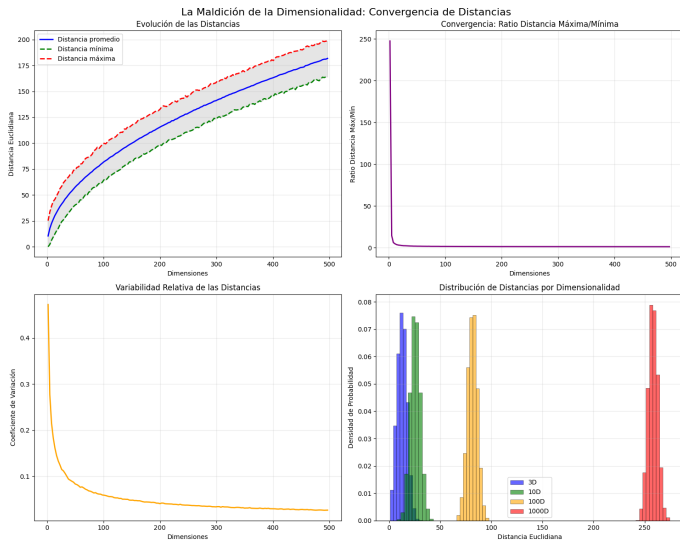 La Maldición de la Dimensionalidad: Convergencia de Distancias
Evolución de las Distancias
Distancia promedio
Distancia mínima
Distancia máxima
200
175
150
125
100
75
50
25
0
Distancia Euclidiana
0 100 200 300 400 500
Dimensiones
Convergencia: Ratio Distancia Máxima/Mínima
250
200
150
100
50
0
Ratio Distancia Máx/Mín
0 100 200 300 400 500
Dimensiones
Variabilidad Relativa de las Distancias
0.4
0.3
0.2
0.1
Coeficiente de Variación
0 100 200 300 400 500
Dimensiones
Distribución de Distancias por Dimensionalidad
0.08
0.07
0.06
0.05
0.04
0.03
0.02
0.01
0.00
Densidad de Probabilidad
3D
10D
100D
1000D
0 50 100 150 200 250
Distancia Euclidiana